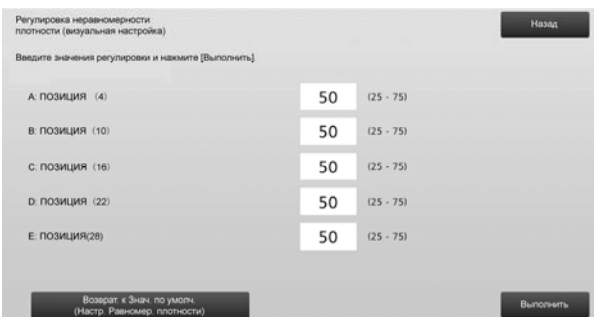 Регулировка неравномерности
плотности (визуальная настройка)
Назад
Введите значения регулировки и нажмите [Выполнить].
A: ПОЗИЦИЯ (4) 50 (25 - 75)
B: ПОЗИЦИЯ (10) 50 (25 - 75)
C: ПОЗИЦИЯ (16) 50 (25 - 75)
D: ПОЗИЦИЯ (22) 50 (25 - 75)
E: ПОЗИЦИЯ(28) 50 (25 - 75)
Возврат к Знач. по умолч.
(Настр. Равномер. плотности)
Выполнить